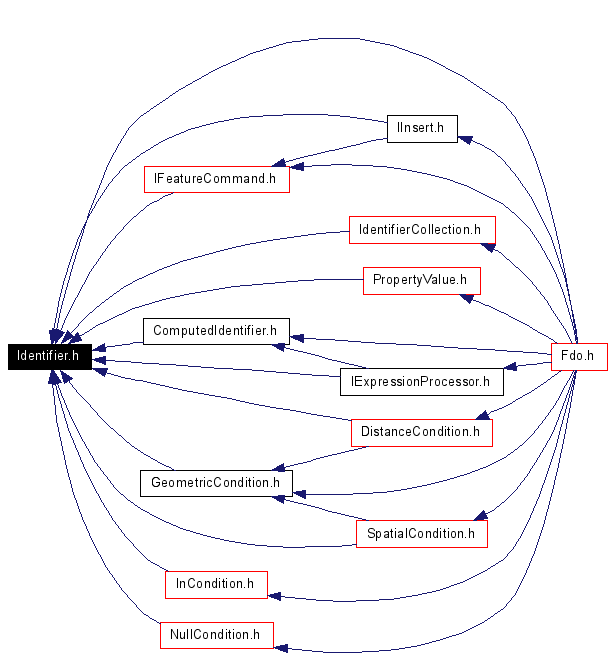 IInsert.h
IFeatureCommand.h
IdentifierCollection.h
PropertyValue.h
ComputedIdentifier.h
Identifier.h
Fdo.h
IExpressionProcessor.h
DistanceCondition.h
GeometricCondition.h
SpatialCondition.h
InCondition.h
NullCondition.h